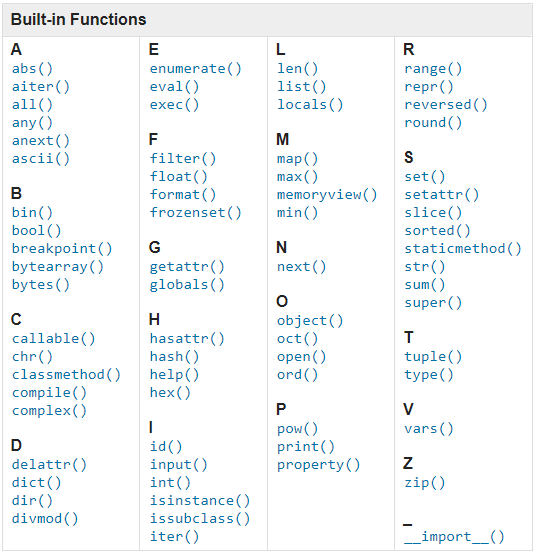 Built-in Functions
A
abs()
aiter()
all()
any()
anext()
ascii()
B
bin()
bool()
breakpoint()
bytearray()
bytes()
C
callable()
chr()
classmethod()
compile()
complex()
D
delattr()
dict()
dir()
divmod()
E
enumerate()
eval()
exec()
F
filter()
float()
format()
frozenset()
G
getattr()
globals()
H
hasattr()
hash()
help()
hex()
I
id()
input()
int()
isinstance()
issubclass()
iter()
L
len()
list()
locals()
M
map()
max()
memoryview()
min()
N
next()
O
object()
oct()
open()
ord()
P
pow()
print()
property()
R
range()
repr()
reversed()
round()
S
set()
setattr()
slice()
sorted()
staticmethod()
str()
sum()
super()
T
tuple()
type()
V
vars()
Z
zip()
_
__import__()